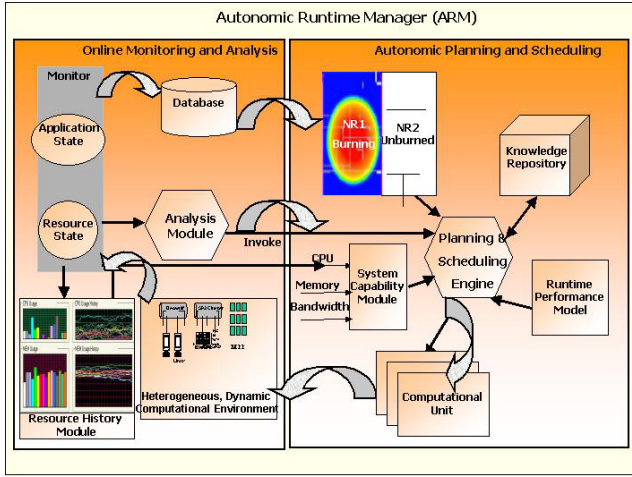 Autonomic Runtime Manager (ARM)
Online Monitoring and Analysis
Autonomic Planning and Scheduling
Monitor
Application
State
Resource
State
Database
Analysis
Module
Invoke
NR1
Burning
NR2
Unburned
Knowledge
Repository
CPU
Memory
Bandwidth
System
Capability
Module
Planning &
Scheduling
Engine
Runtime
Performance
Model
Computational
Unit
Heterogeneous, Dynamic
Computational Environment
Resource History
Module